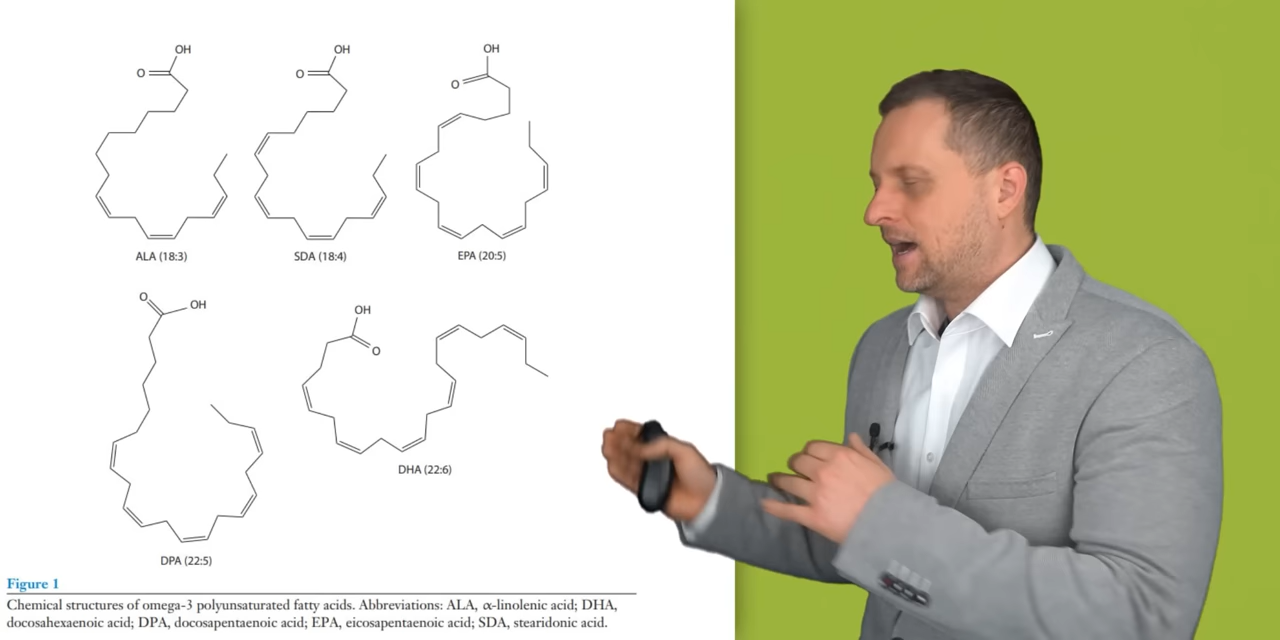 OH
O
OH
O
OH
O
ALA (18:3)
SDA (18:4)
EPA (20:5)
O
OH
OH
O
DHA (22:6)
DPA (22:5)
Figure 1
Chemical structures of omega-3 polyunsaturated fatty acids. Abbreviations: ALA, α-linolenic acid; DHA,
docosahexaenoic acid; DPA, docosapentaenoic acid; EPA, eicosapentaenoic acid; SDA, stearidonic acid.